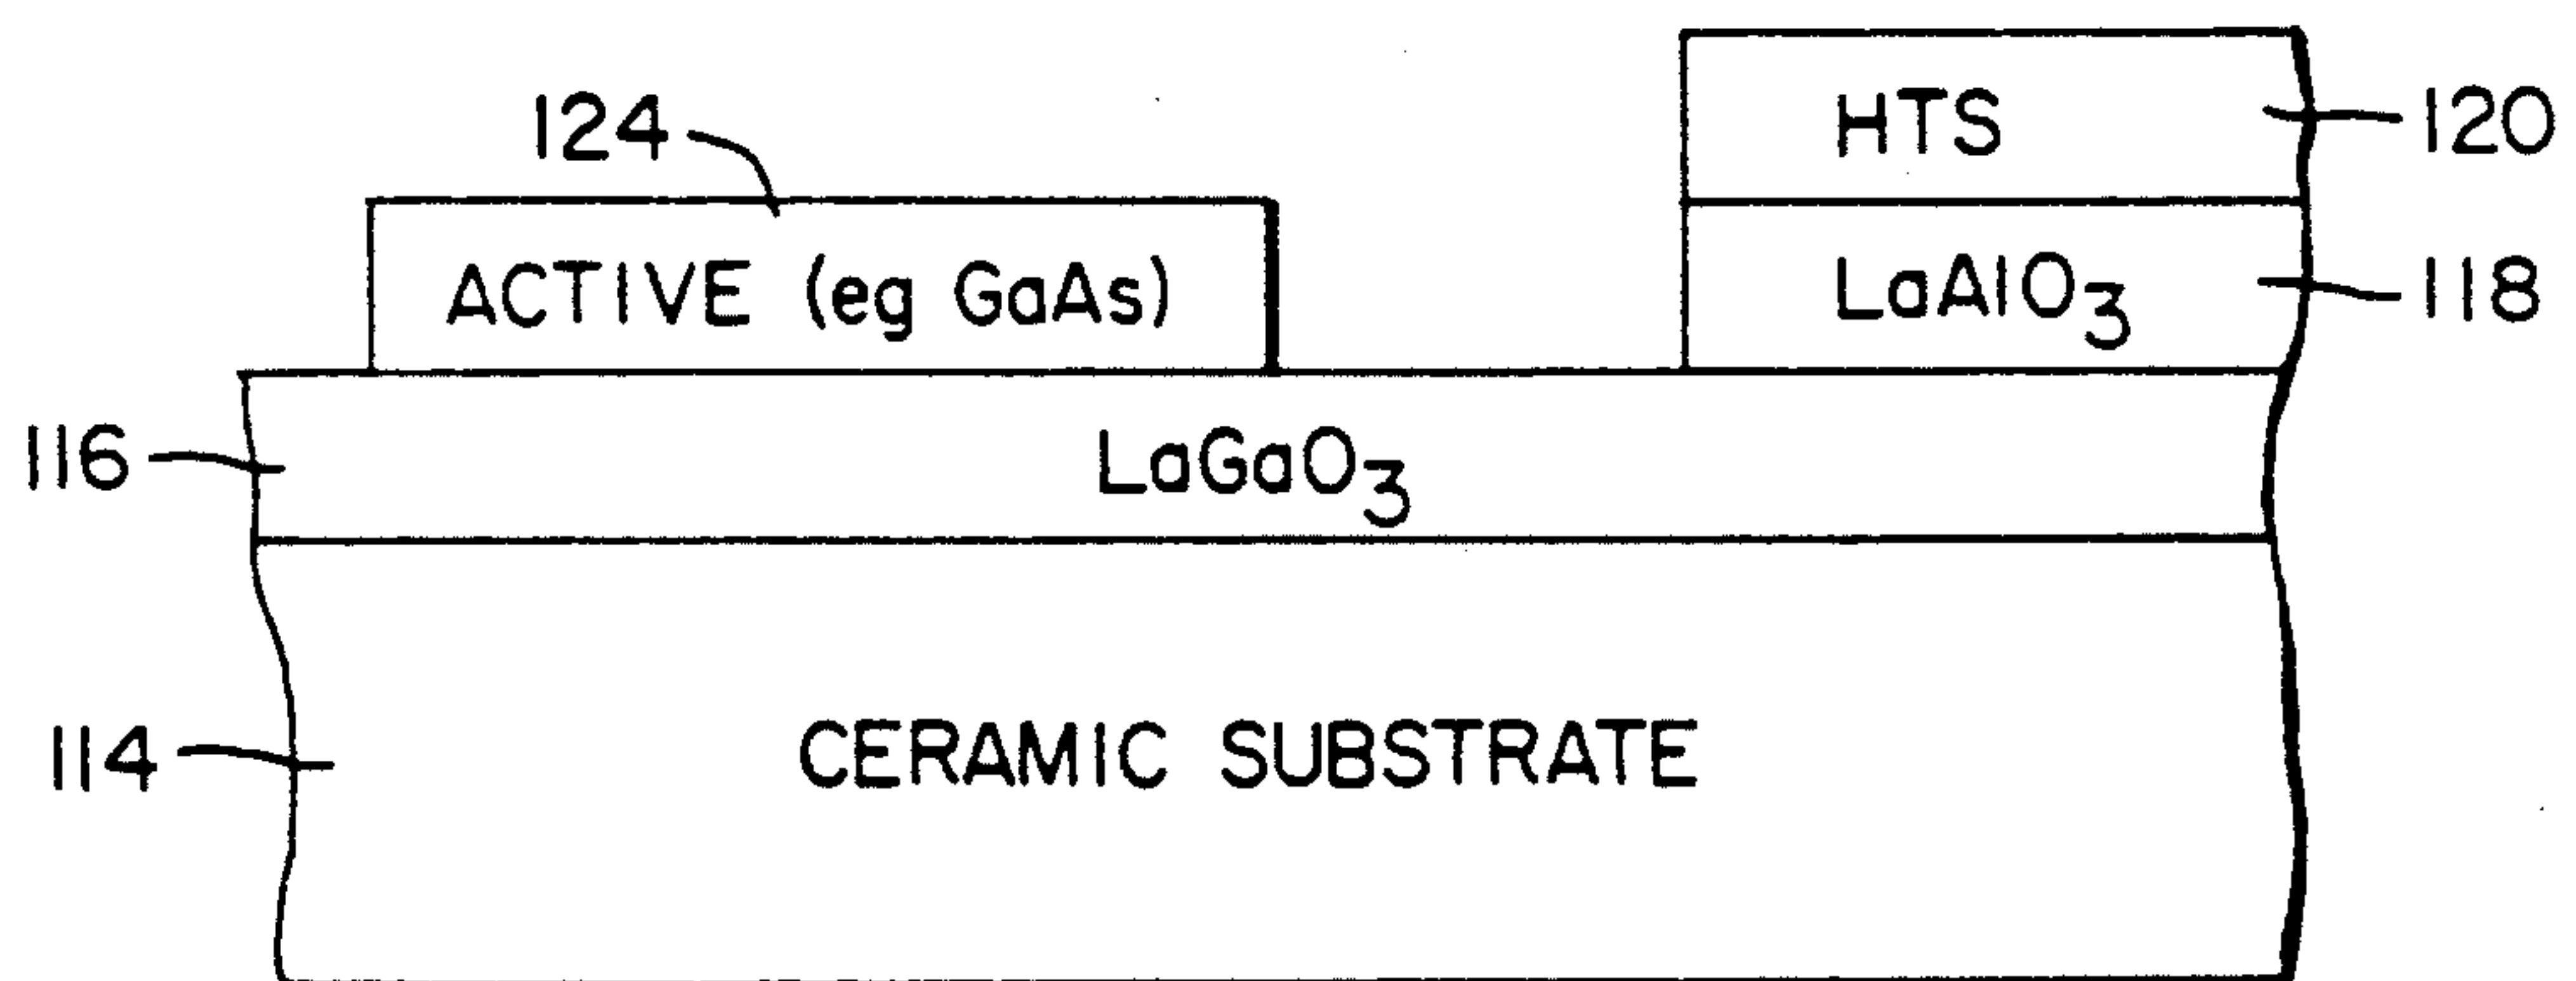 HTS
120
124
ACTIVE (eg GaAs)
LaAlO3
118
116
LaGaO3
114
CERAMIC SUBSTRATE